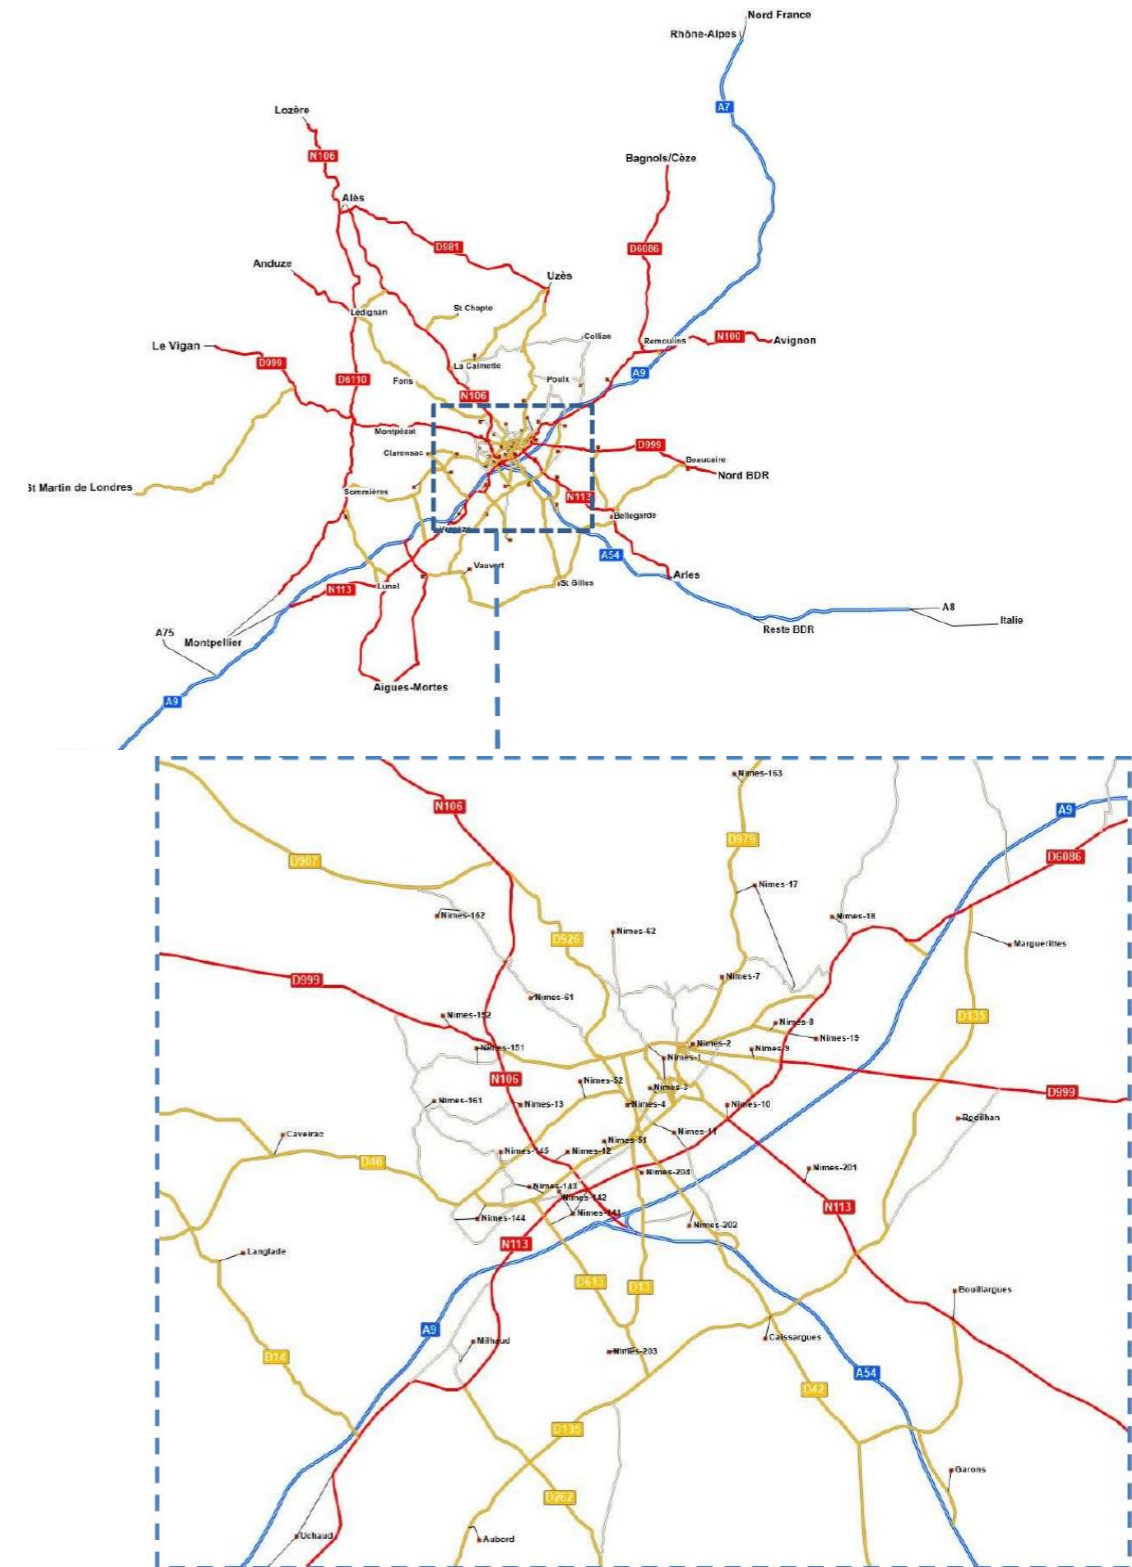 Nord France
Rhône-Alpes
A7
Lozère
N106
Bagnols/Cèze
Alès
D981
D6086
Anduze
Uzès
St Chapte
Ledignan
Collias
Remoulins
N100
Avignon
Le Vigan
D999
La Calmette
A9
D6110
Fons
Poulx
N106
Montpézat
Clarensac
D999
Beaucaire
Nord BDR
St Martin de Londres
Sommières
N113
Bellegarde
A54
Vauvert
Arles
N113
Lunel
St Gilles
A8
Italie
A75
Montpellier
Reste BDR
Aigues-Mortes
A9
Nimes-163
N106
A9
D979
D907
D6086
Nimes-17
Nimes-162
Nimes-18
Nimes-62
D926
Marguerittes
D999
Nimes-7
Nimes-61
Nimes-152
D135
Nimes-8
Nimes-19
Nimes-151
Nimes-2
Nimes-9
Nimes-1
N106
Nimes-52
Nimes-3
D999
Nimes-161
Nimes-13
Nimes-4
Nimes-10
Rodilhan
Caveirac
Nimes-11
Nimes-51
D40
Nimes-145
Nimes-12
Nimes-204
Nimes-201
Nimes-143
Nimes-142
N113
Nimes-144
Nimes-141
Nimes-202
Langlade
N113
D613
D13
Bouillargues
A9
Milhaud
Caissargues
D14
Nimes-203
A54
D42
D135
Garons
D262
Uchaud
Aubord